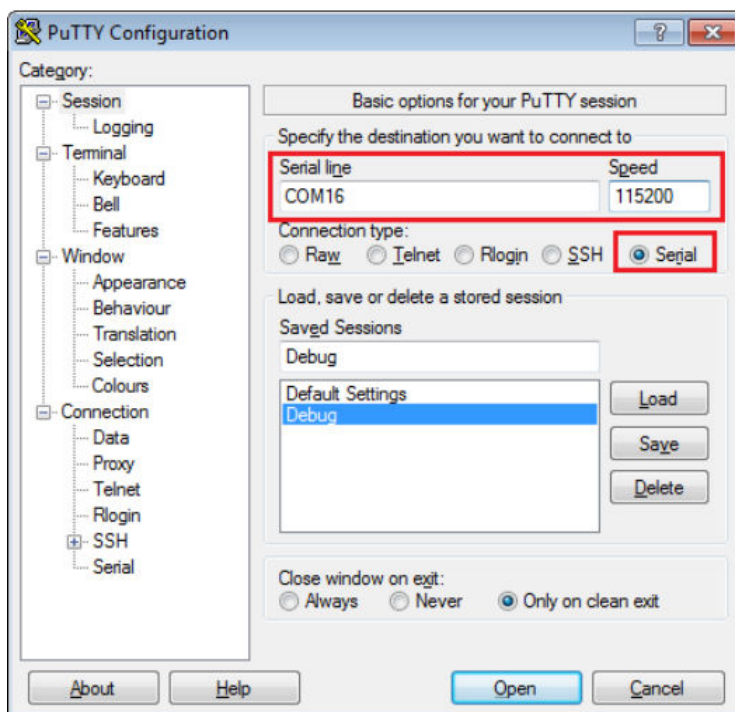 PuTTY Configuration
Category:
Session
Logging
Terminal
Keyboard
Bell
Features
Window
Appearance
Behaviour
Translation
Selection
Colours
Connection
Data
Proxy
Telnet
Rlogin
SSH
Serial
Basic options for your PuTTY session
Specify the destination you want to connect to
Serial line Speed
COM16 115200
Connection type:
Raw Telnet Rlogin SSH Serial
Load, save or delete a stored session
Saved Sessions
Debug
Default Settings
Debug
Load
Save
Delete
Close window on exit:
Always Never Only on clean exit
About Help Open Cancel